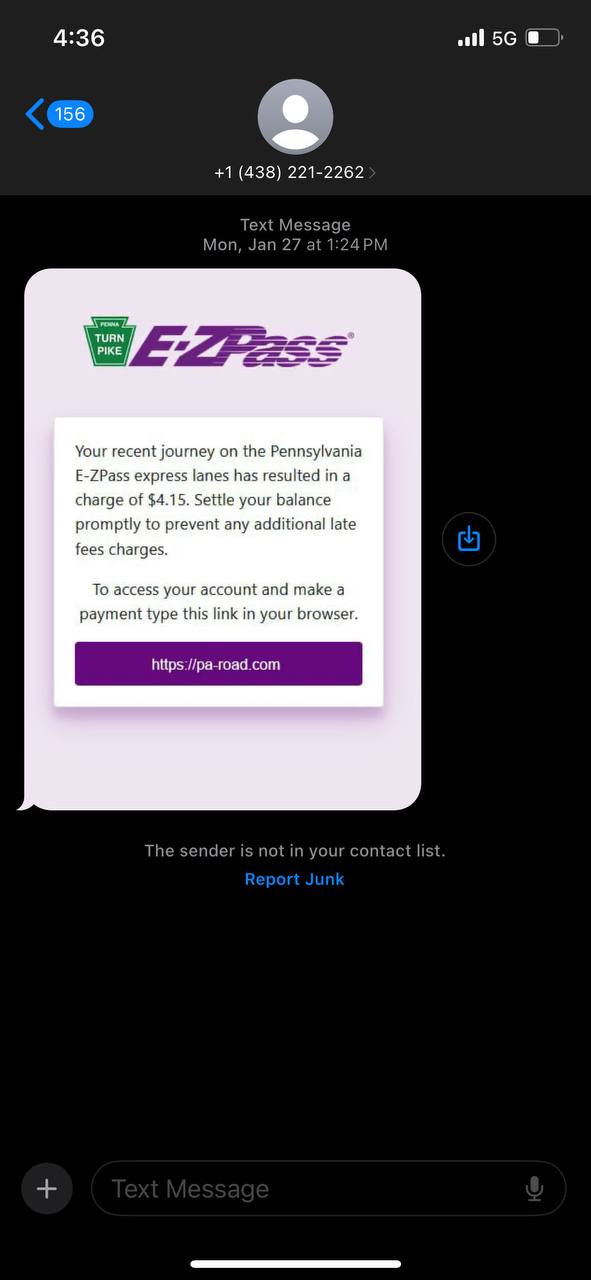 4:36
5G
156
+1 (438) 221-2262
Text Message
Mon, Jan 27 at 1:24 PM
PENNA
TURN
PIKE
E-ZPass®
Your recent journey on the Pennsylvania
E-ZPass express lanes has resulted in a
charge of $4.15. Settle your balance
promptly to prevent any additional late
fees charges.
To access your account and make a
payment type this link in your browser.
https://pa-road.com
The sender is not in your contact list.
Report Junk
Text Message